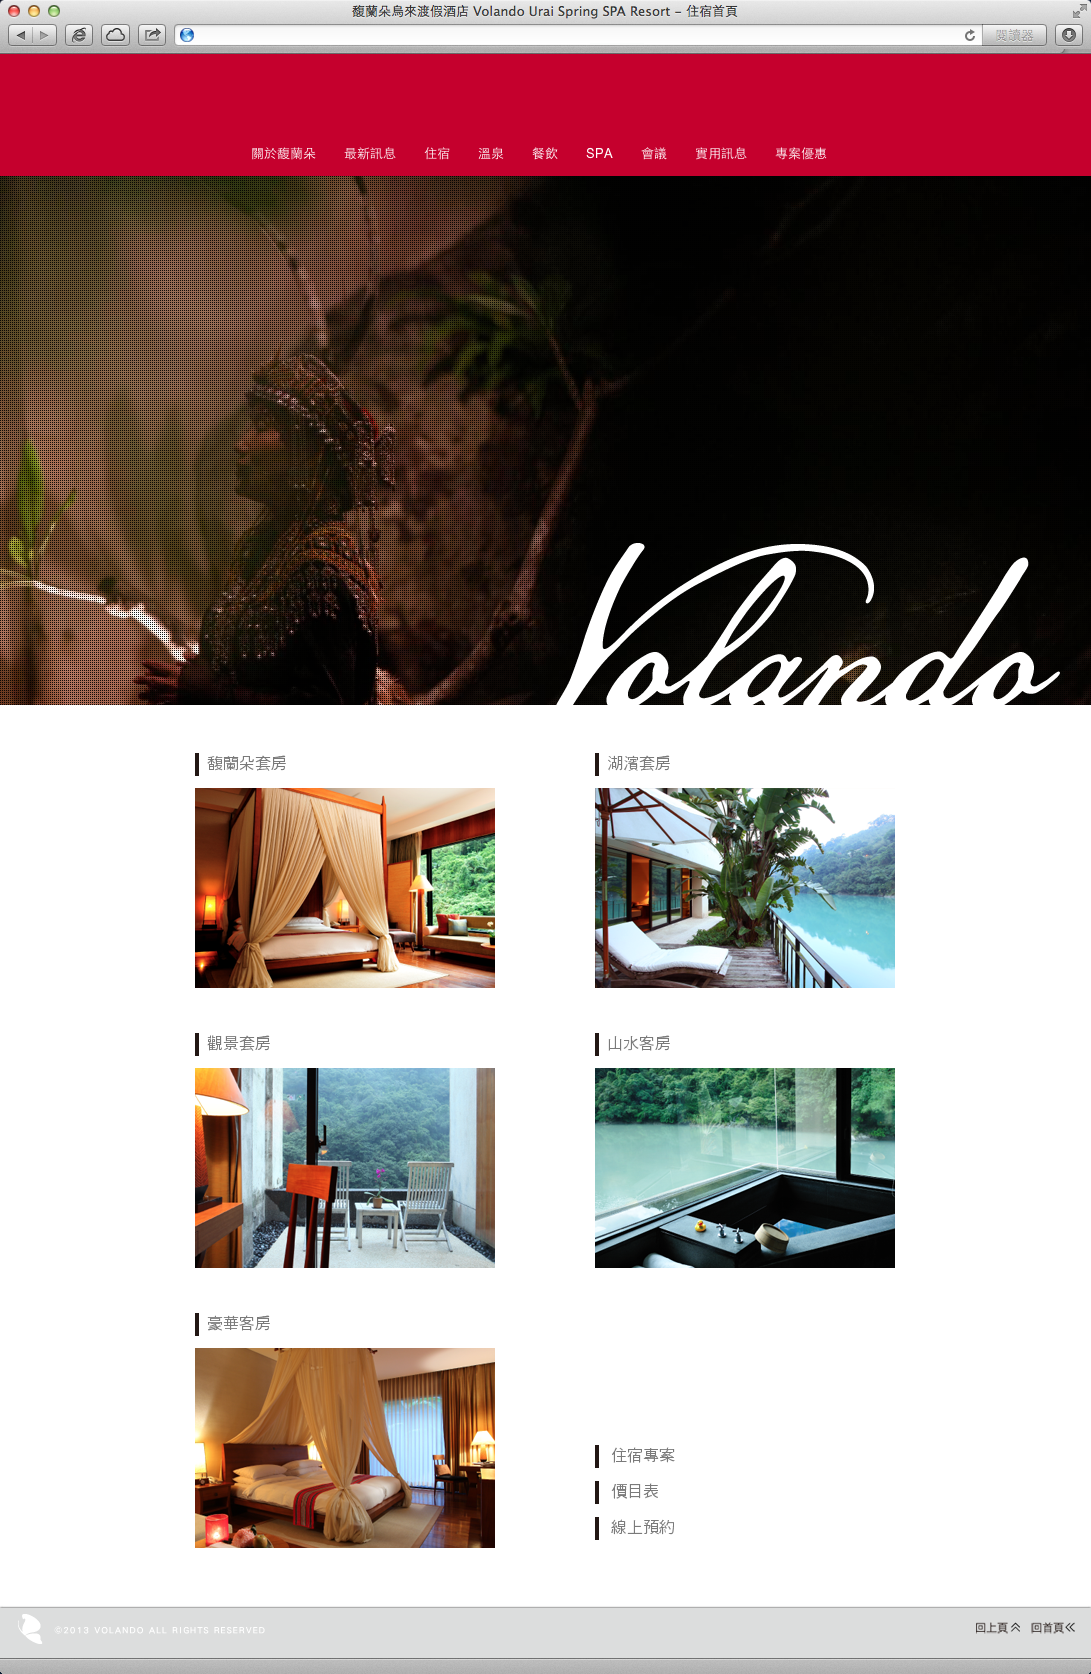 馥蘭朵烏來渡假酒店 Volando Urai Spring SPA Resort – 住宿首頁
閱讀器
關於馥蘭朵 最新訊息 住宿 溫泉 餐飲 SPA 會議 實用訊息 專案優惠
Volando
馥蘭朵套房
湖濱套房
觀景套房
山水客房
豪華客房
住宿專案
價目表
線上預約
©2013 VOLANDO ALL RIGHTS RESERVED
回上頁 回首頁